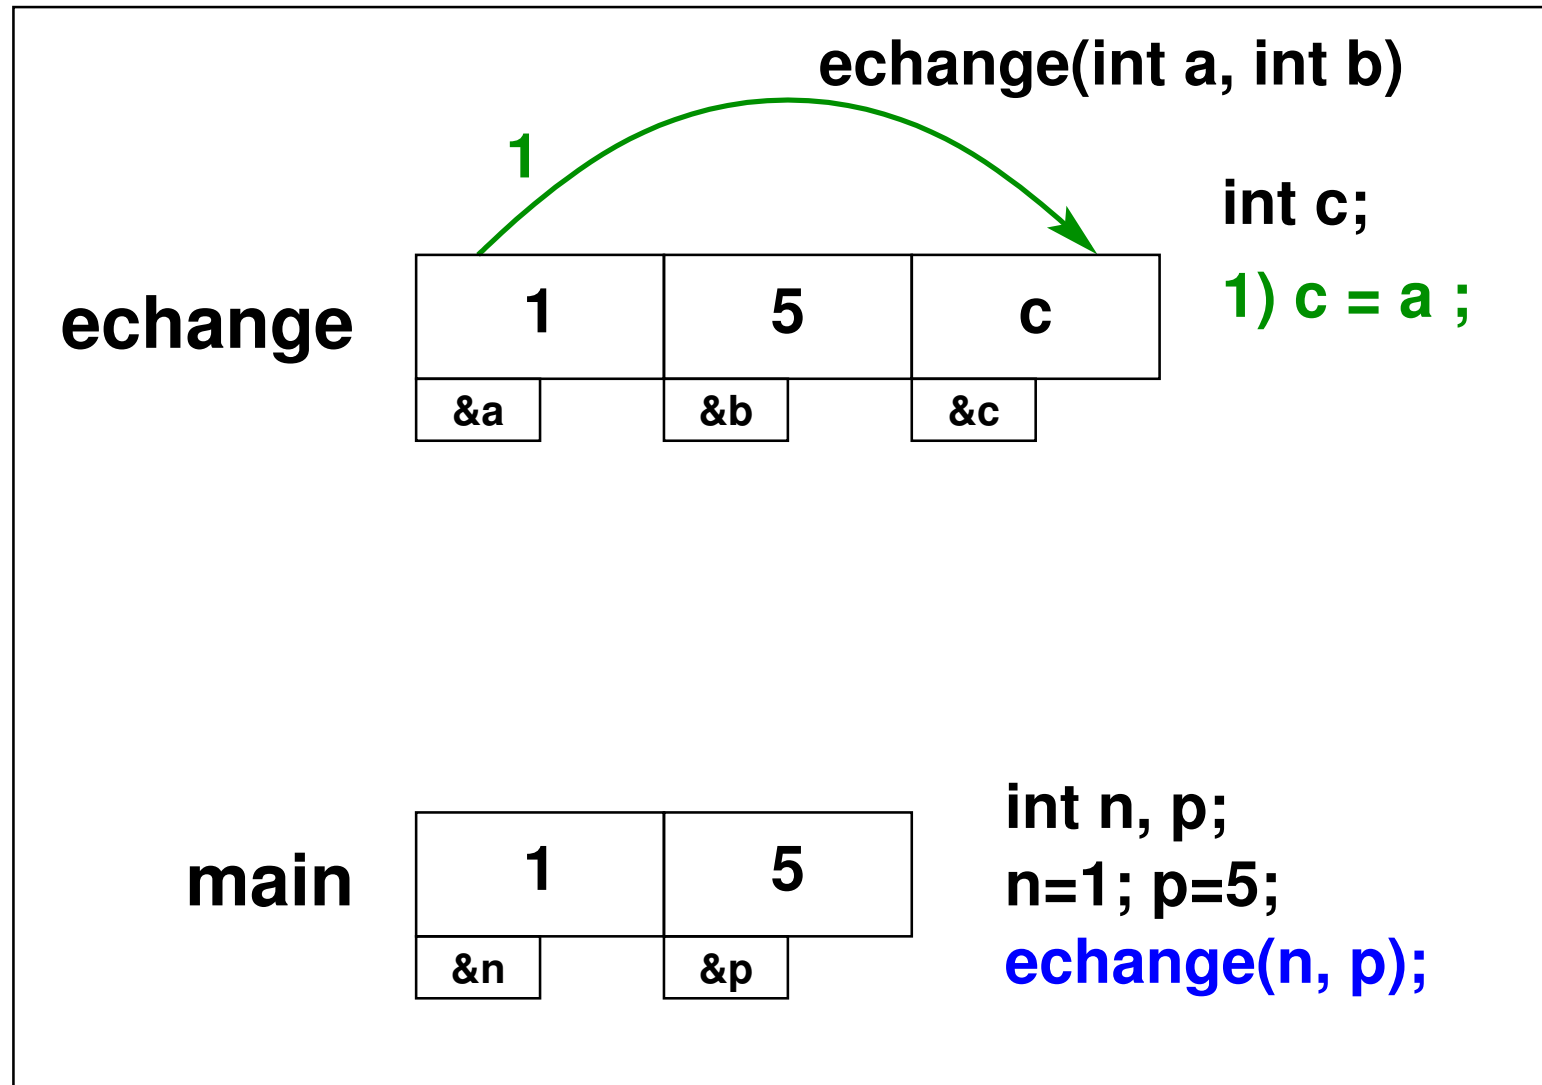 echange(int a, int b)
1
int c;
echange
1 5 c
1) c = a ;
&a &b &c
int n, p;
main
1 5
n=1; p=5;
&n &p
echange(n, p);